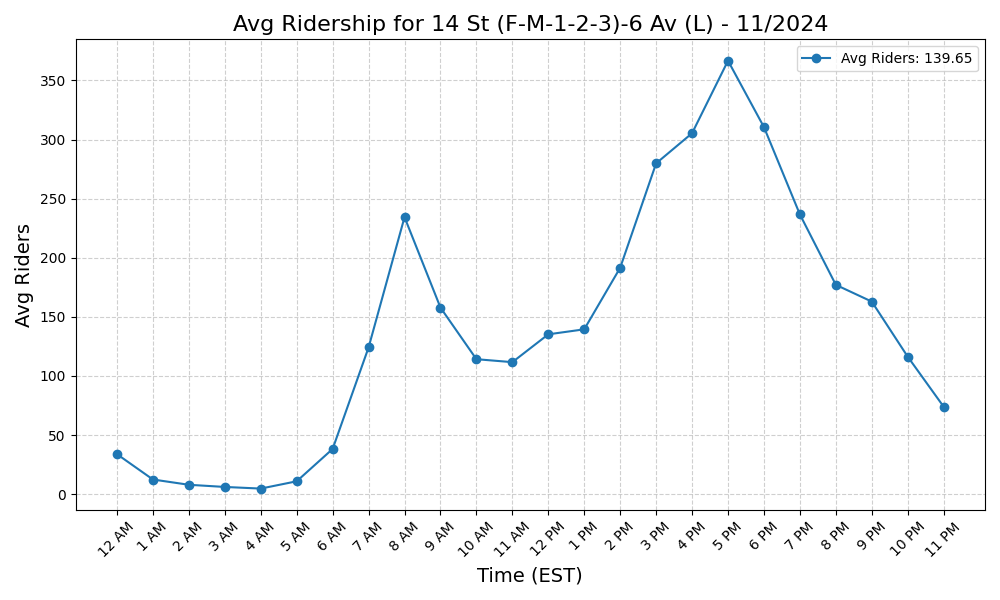 Avg Ridership for 14 St (F-M-1-2-3)-6 Av (L) - 11/2024
Avg Riders: 139.65
Avg Riders
350
300
250
200
150
100
50
0
12 AM
1 AM
2 AM
3 AM
4 AM
5 AM
6 AM
7 AM
8 AM
9 AM
10 AM
11 AM
12 PM
1 PM
2 PM
3 PM
4 PM
5 PM
6 PM
7 PM
8 PM
9 PM
10 PM
11 PM
Time (EST)